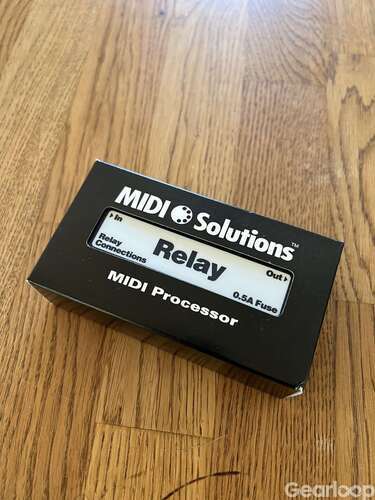 MIDI Solutions™
In
Out
Relay
Relay
Connections
0.5A Fuse
MIDI Processor
Gearloop